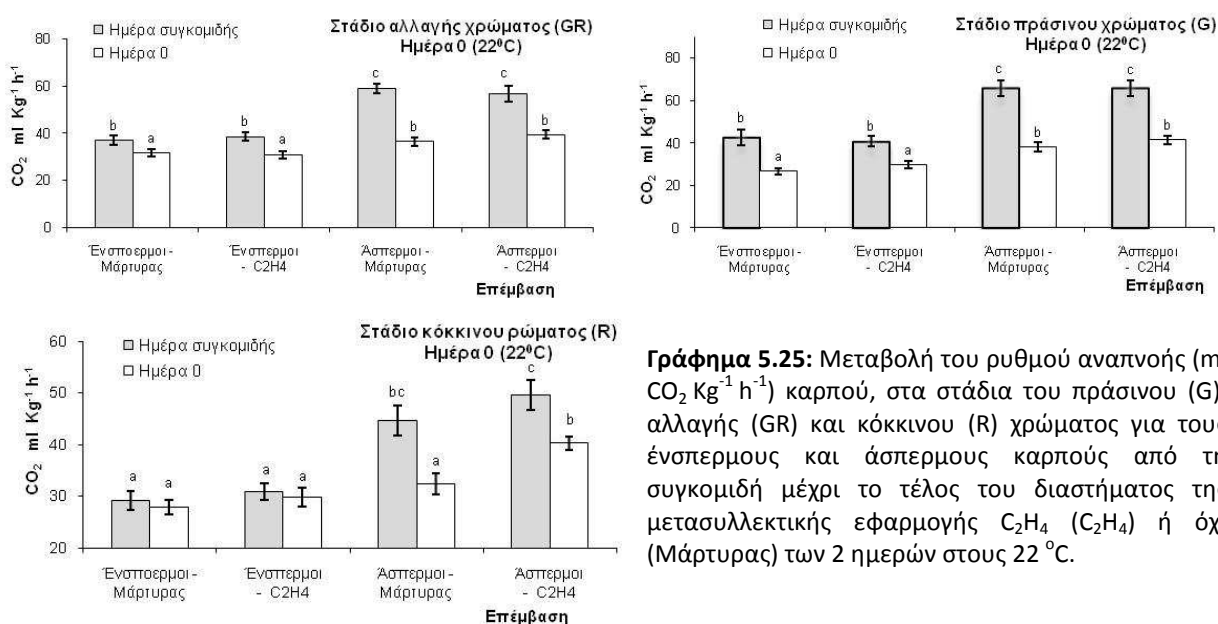 Στάδιο αλλαγής χρώματος (GR)
Ημέρα 0 (22⁰C)
Ημέρα συγκομιδής
Ημέρα 0
CO₂ ml Kg⁻¹ h⁻¹
80
60
40
20
0
b a b a c b c b
Ένσποερμοι - Μάρτυρας
Ένσπερμοι - C2H4
Άσπερμοι - Μάρτυρας
Άσπερμοι - C2H4
Επέμβαση
Στάδιο πράσινου χρώματος (G)
Ημέρα 0 (22⁰C)
Ημέρα συγκομιδής
Ημέρα 0
CO₂ ml Kg⁻¹ h⁻¹
80
60
40
20
0
b a b a c b c b
Ένσποερμοι - Μάρτυρας
Ένσπερμοι - C2H4
Άσπερμοι - Μάρτυρας
Άσπερμοι - C2H4
Επέμβαση
Στάδιο κόκκινου ρώματος (R)
Ημέρα 0 (22⁰C)
Ημέρα συγκομιδής
Ημέρα 0
CO₂ ml Kg⁻¹ h⁻¹
60
50
40
30
20
a a a a bc a c b
Ένσποερμοι - Μάρτυρας
Ένσπερμοι - C2H4
Άσπερμοι - Μάρτυρας
Άσπερμοι - C2H4
Επέμβαση
Γράφημα 5.25: Μεταβολή του ρυθμού αναπνοής (m
CO₂ Kg⁻¹ h⁻¹) καρπού, στα στάδια του πράσινου (G)
αλλαγής (GR) και κόκκινου (R) χρώματος για του
ένσπερμους και άσπερμους καρπούς από τη
συγκομιδή μέχρι το τέλος του διαστήματος τη
μετασυλλεκτικής εφαρμογής C₂H₄ (C₂H₄) ή όχ
(Μάρτυρας) των 2 ημερών στους 22 °C.